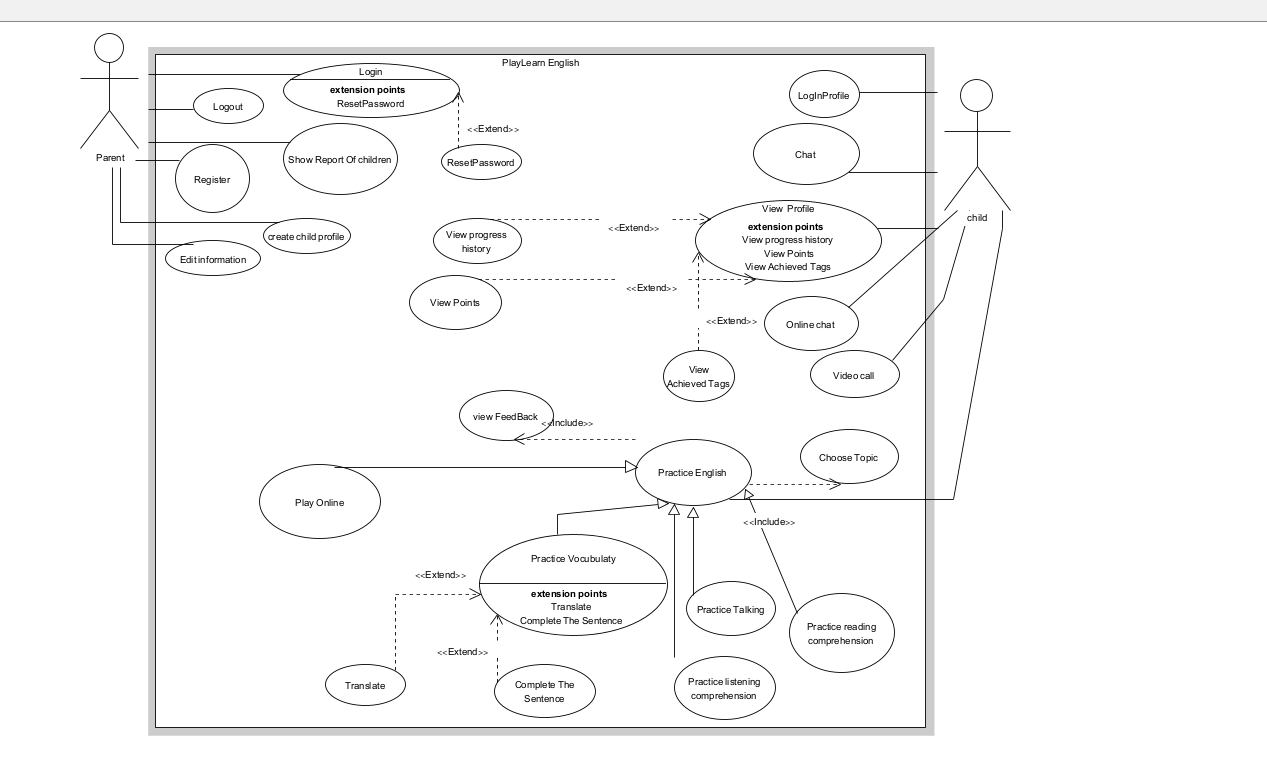 PlayLearn English
Login
extension points
ResetPassword
Logout
<<Extend>>
LogInProfile
Parent
Show Report Of children
ResetPassword
Chat
Register
create child profile
Edit information
View progress
history
<<Extend>>
View Profile
extension points
View progress history
View Points
View Achieved Tags
child
View Points
<<Extend>>
<<Extend>>
Online chat
View
Achieved Tags
Video call
view FeedBack
<<Include>>
Practice English
Choose Topic
Play Online
<<Include>>
Practice Vocubulaty
extension points
Translate
Complete The Sentence
<<Extend>>
Practice Talking
Practice reading
comprehension
<<Extend>>
Translate
Complete The
Sentence
Practice listening
comprehension